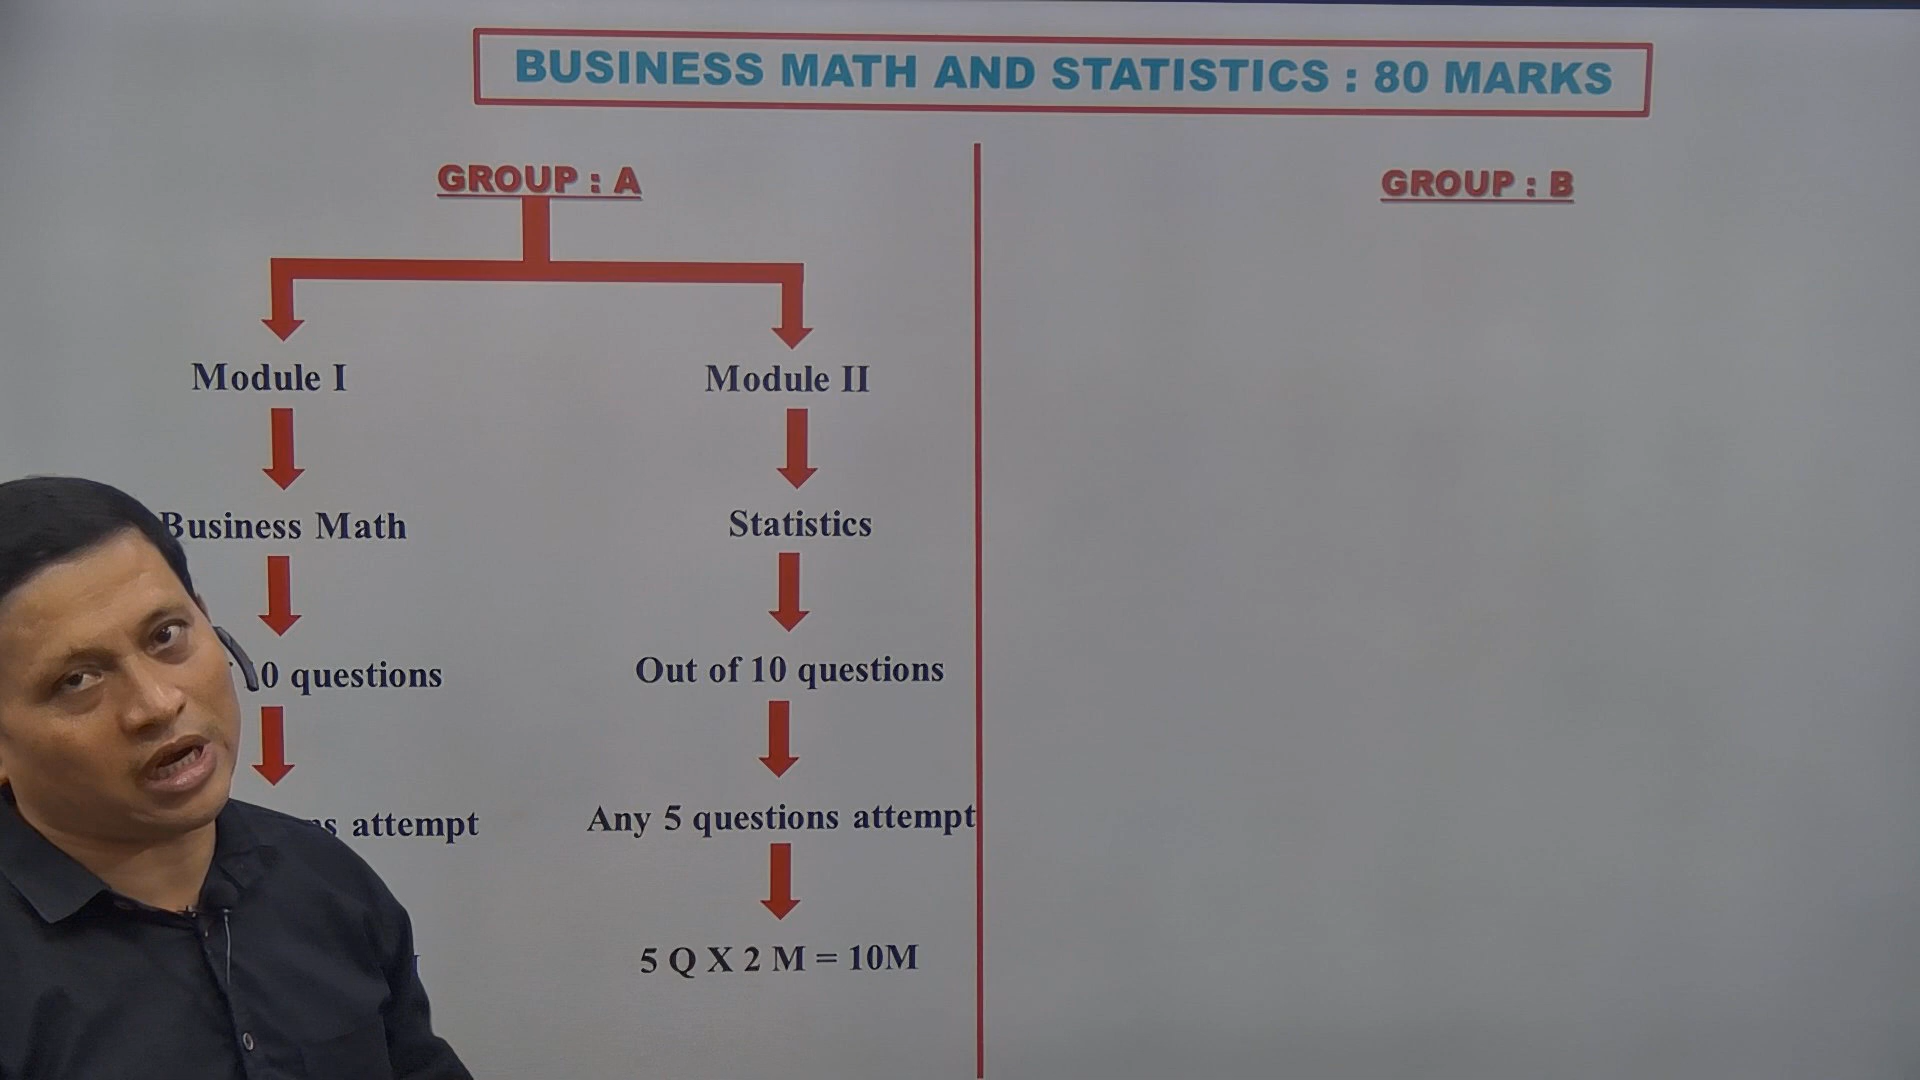 BUSINESS MATH AND STATISTICS : 80 MARKS
GROUP : A
GROUP : B
Module I
Module II
Business Math
Statistics
0 questions
Out of 10 questions
attempt
Any 5 questions attempt
5 Q X 2 M = 10M